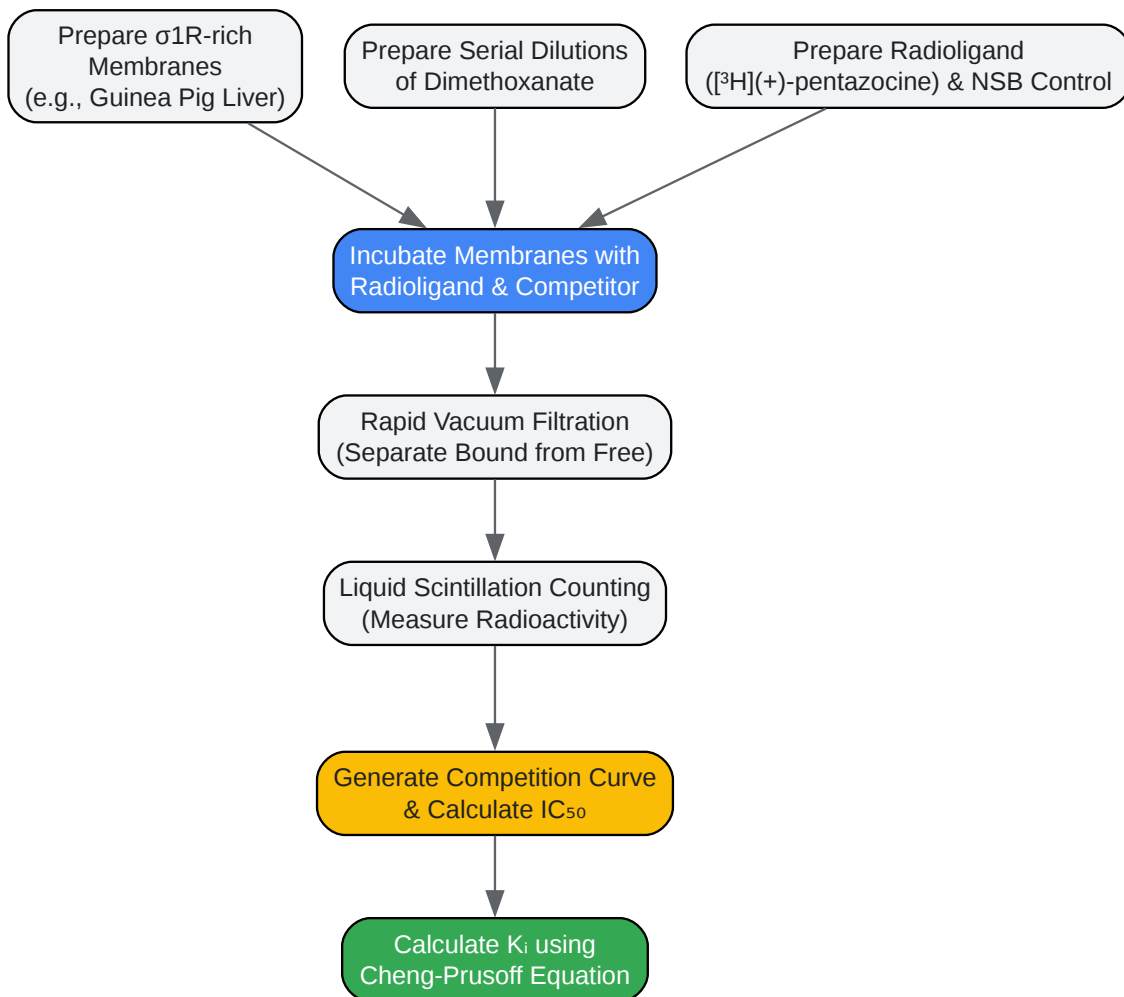 Prepare σ1R-rich
Membranes
(e.g., Guinea Pig Liver)
Prepare Serial Dilutions
of Dimethoxanate
Prepare Radioligand
([³H](+)-pentazocine) & NSB Control
Incubate Membranes with
Radioligand & Competitor
Rapid Vacuum Filtration
(Separate Bound from Free)
Liquid Scintillation Counting
(Measure Radioactivity)
Generate Competition Curve
& Calculate IC₅₀
Calculate Kᵢ using
Cheng-Prusoff Equation